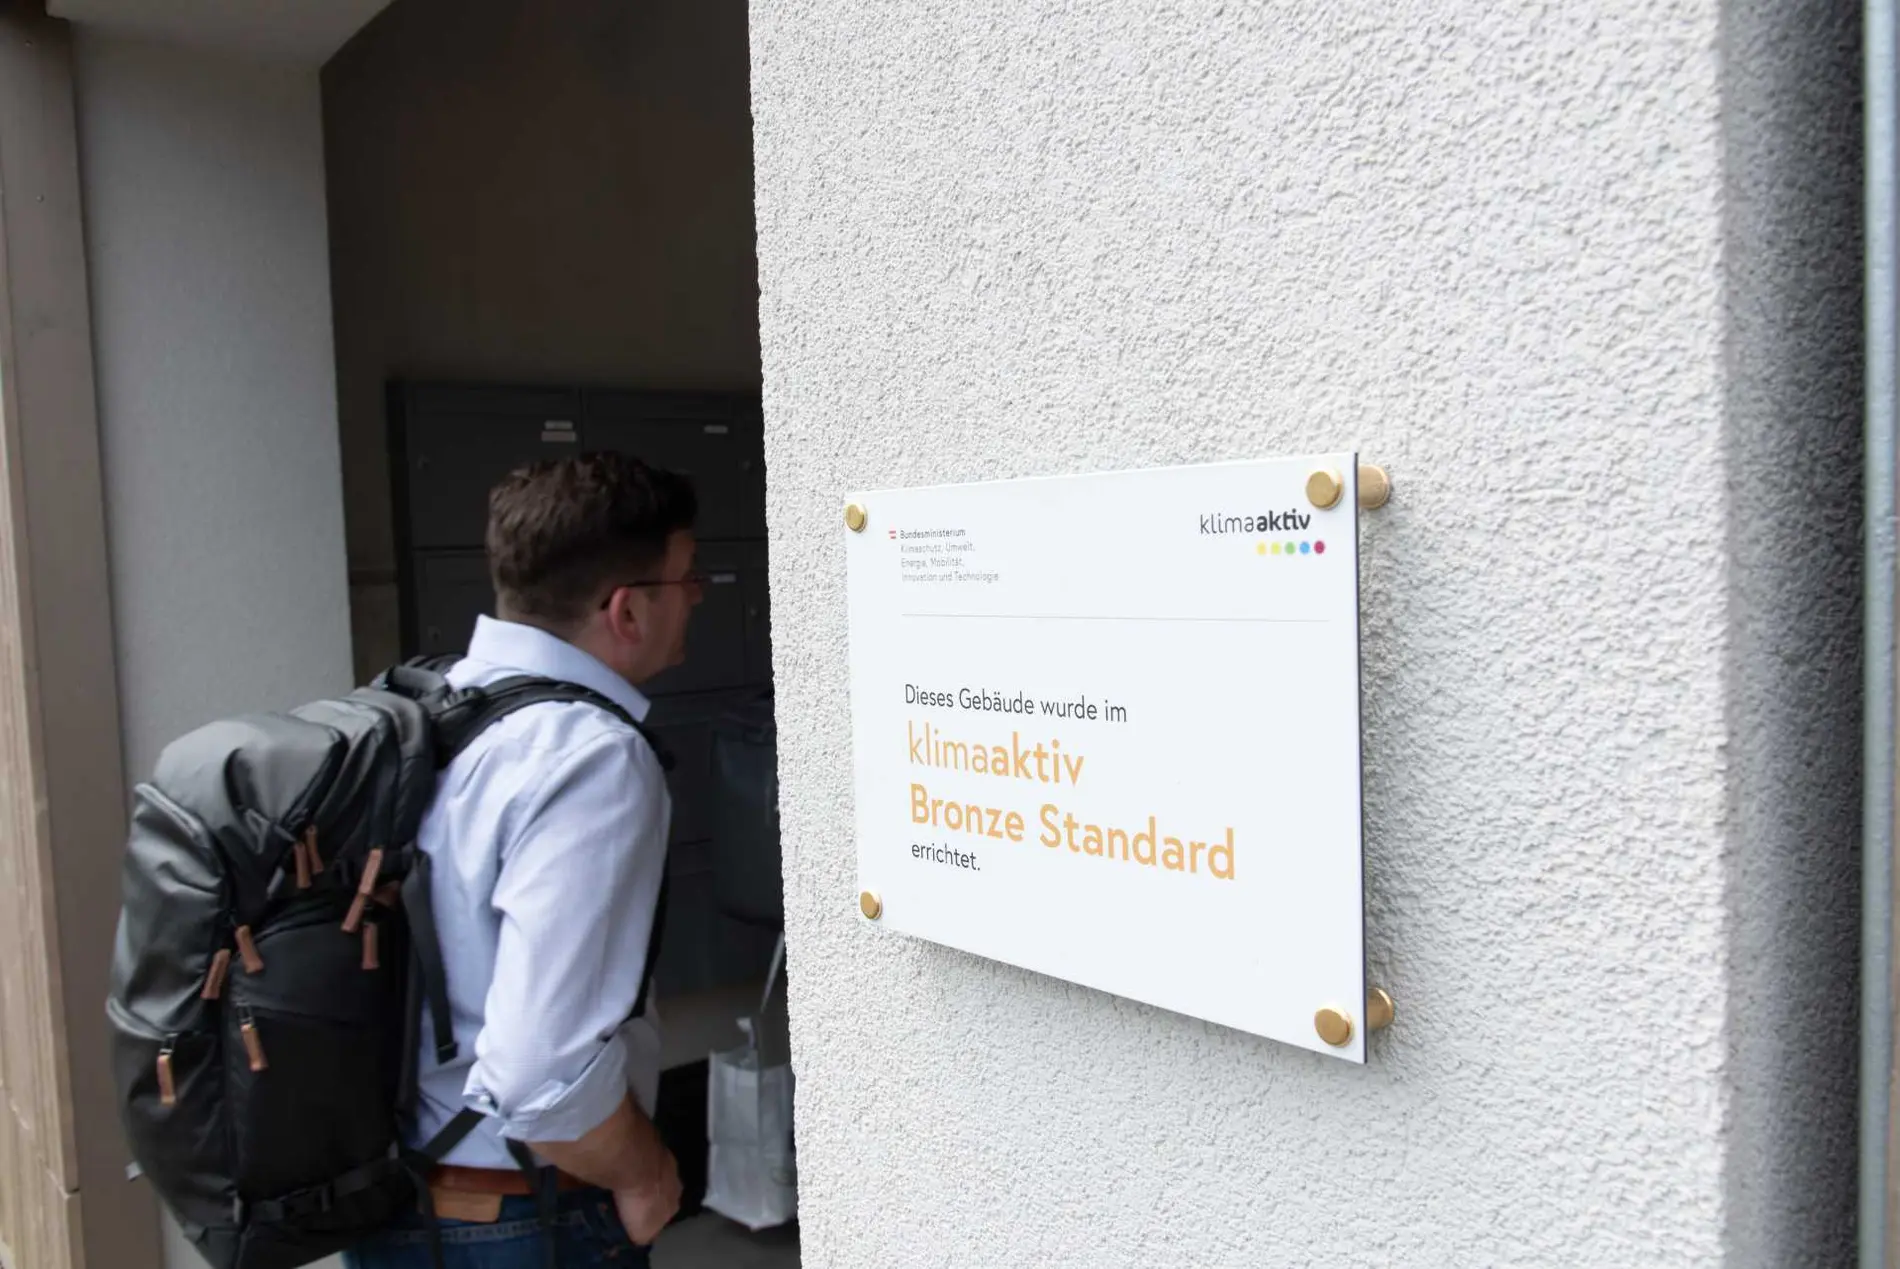 Bundesministerium
Klimaschutz, Umwelt,
Energie, Mobilität,
Innovation und Technologie
klimaaktiv
Dieses Gebäude wurde im
klimaaktiv
Bronze Standard
errichtet.